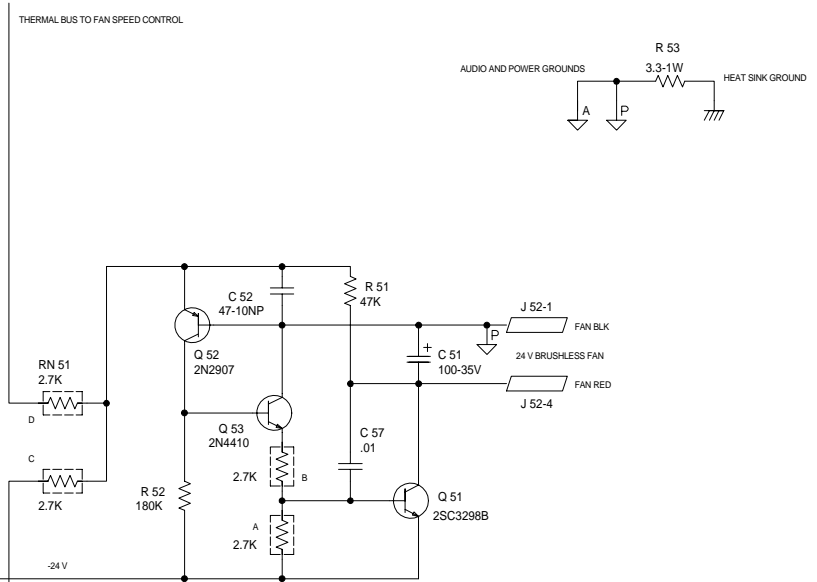 THERMAL BUS TO FAN SPEED CONTROL
R 53
3.3-1W
AUDIO AND POWER GROUNDS
HEAT SINK GROUND
A
P
C 52
47-10NP
R 51
47K
J 52-1
FAN BLK
P
Q 52
2N2907
+
C 51
100-35V
24 V BRUSHLESS FAN
FAN RED
J 52-4
RN 51
2.7K
D
Q 53
2N4410
C 57
.01
C
2.7K
2.7K
B
R 52
180K
Q 51
2SC3298B
A
2.7K
-24 V